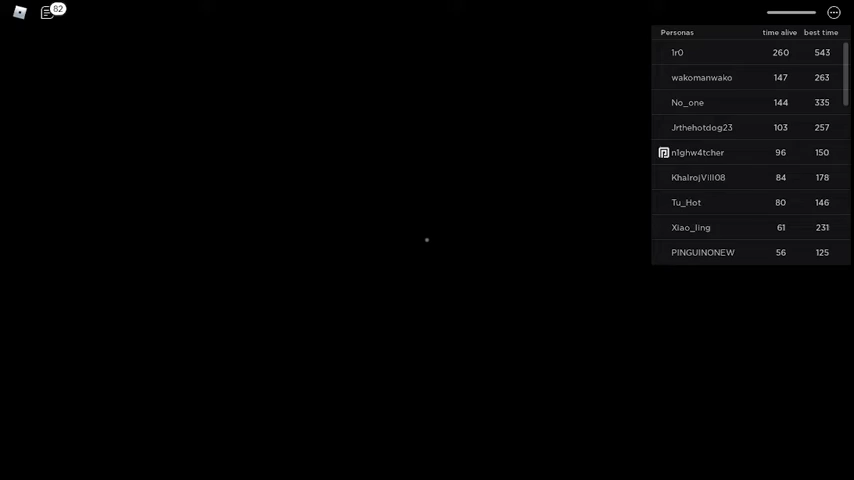 82
Personas time alive best time
1r0 260 543
wakomanwako 147 263
No_one 144 335
Jrthehotdog23 103 257
n1ghw4tcher 96 150
KhalrojVill08 84 178
Tu_Hot 80 146
Xiao_ling 61 231
PINGUINONEW 56 125